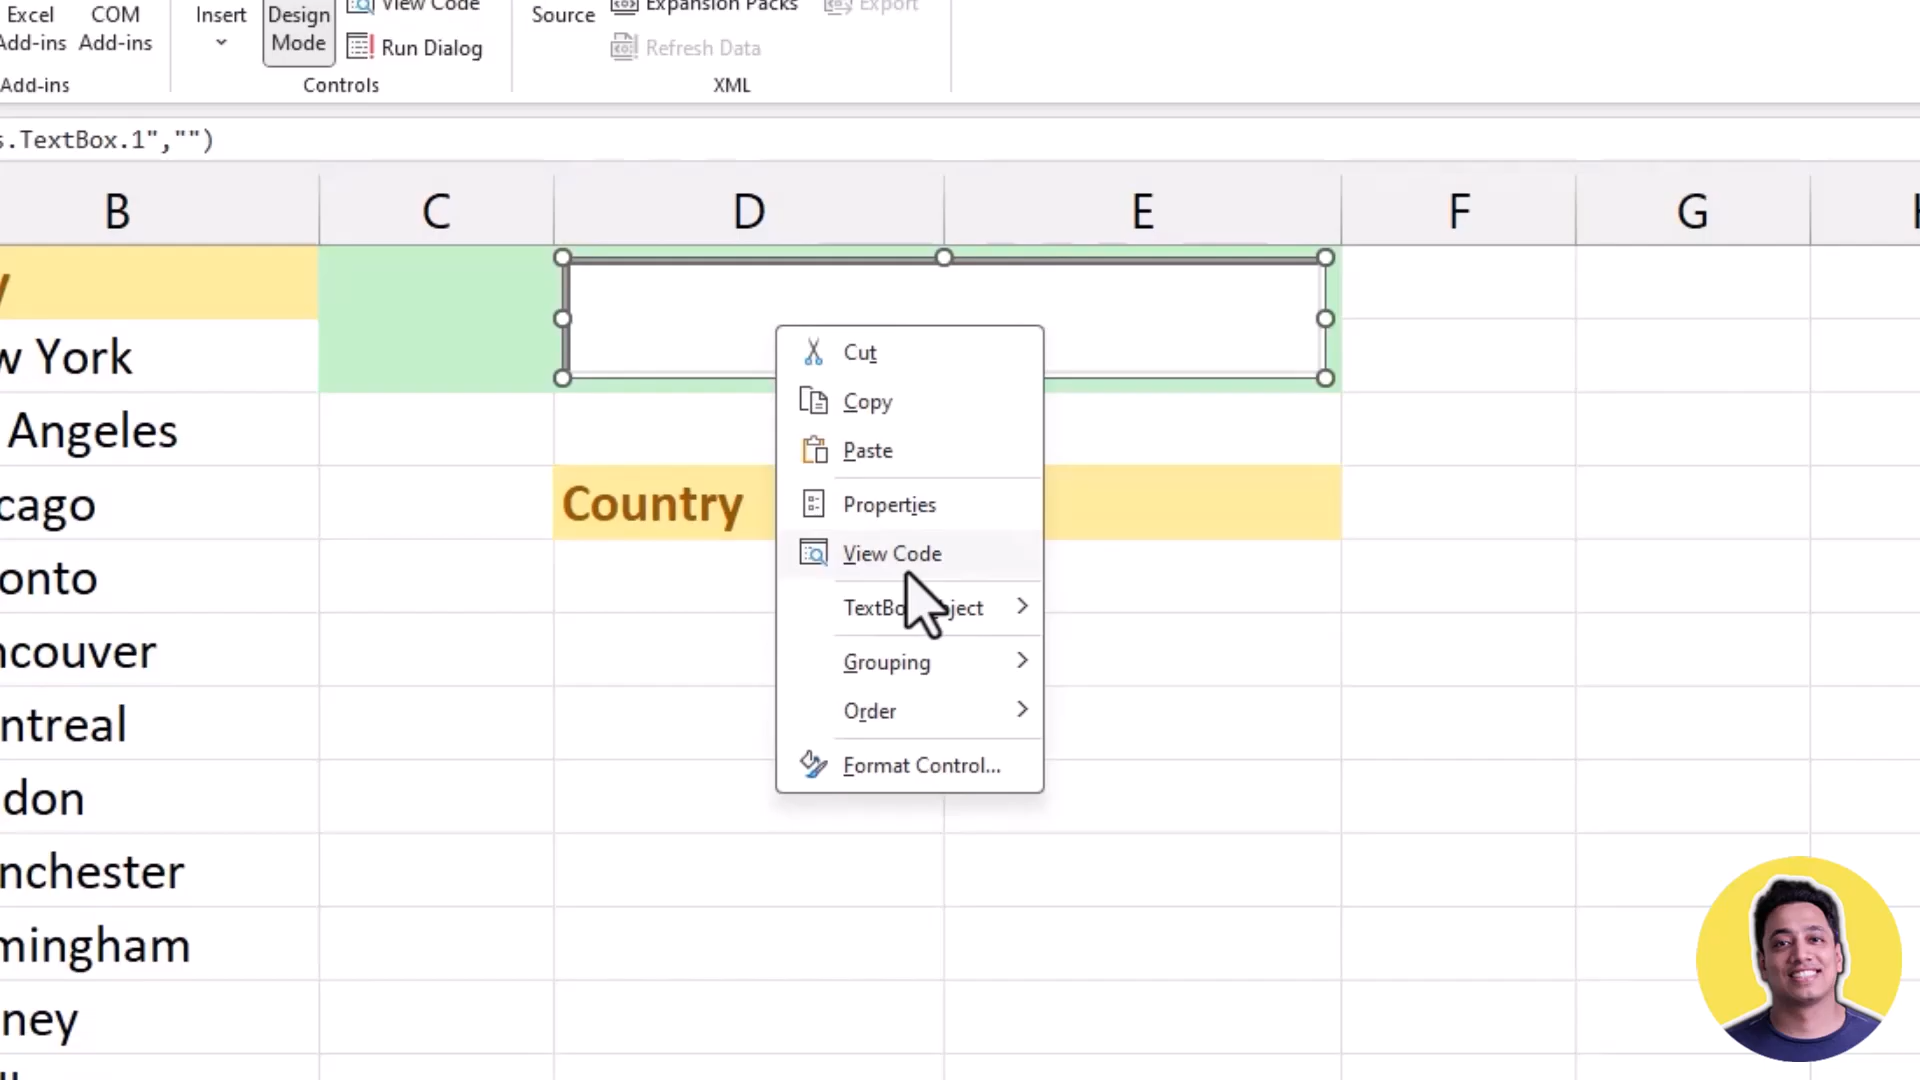 Excel
Add-ins
COM
Add-ins
Add-ins
Insert
Design
Mode
View Code
Run Dialog
Controls
Source
Expansion Packs
Export
Refresh Data
XML
s.TextBox.1","")
B C D E F G
w York
Angeles
cago
onto
ncouver
ntreal
don
nchester
mingham
ney
Country
Cut
Copy
Paste
Properties
View Code
TextBo ject
Grouping
Order
Format Control...